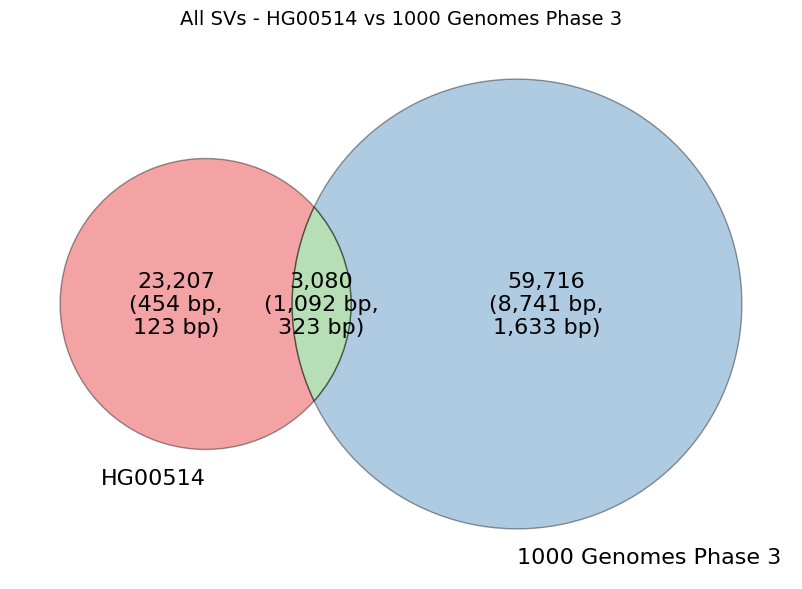 All SVs - HG00514 vs 1000 Genomes Phase 3
23,207
(454 bp,
123 bp)
3,080
(1,092 bp,
323 bp)
59,716
(8,741 bp,
1,633 bp)
HG00514
1000 Genomes Phase 3